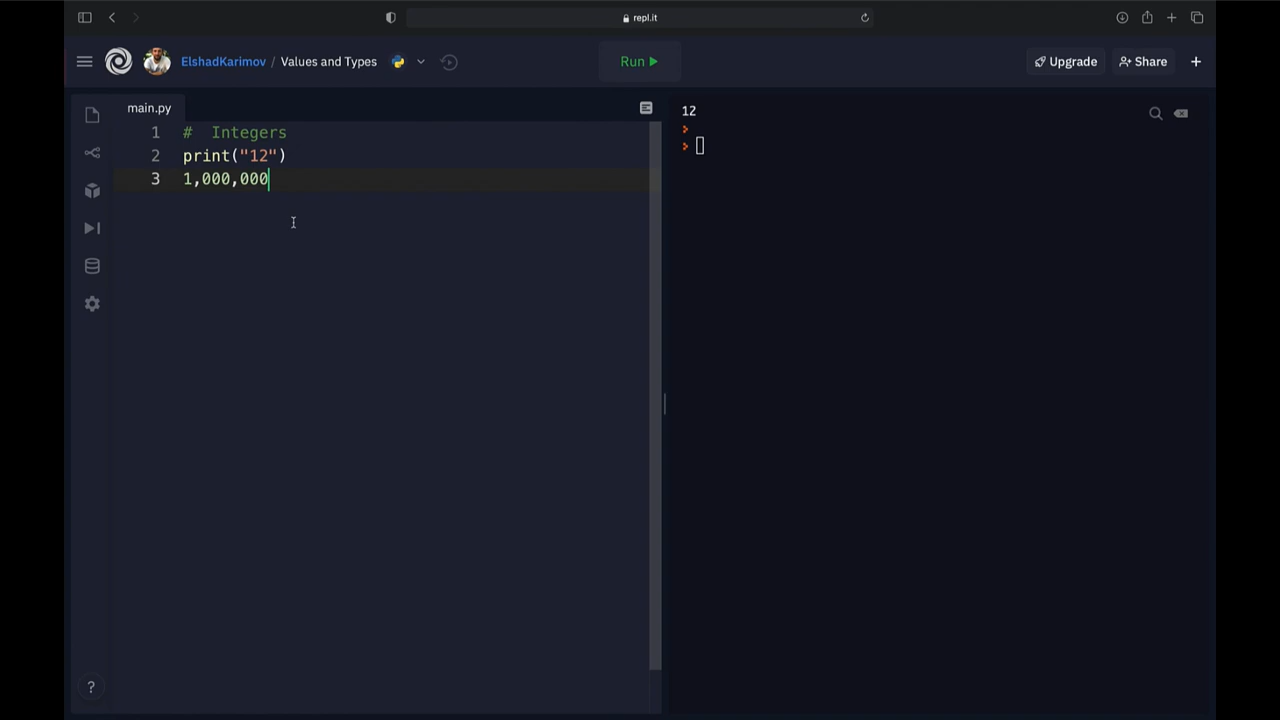 repl.it
ElshadKarimov / Values and Types
Run
Upgrade
Share
main.py
1 # Integers
2 print("12")
3 1,000,000
12
?